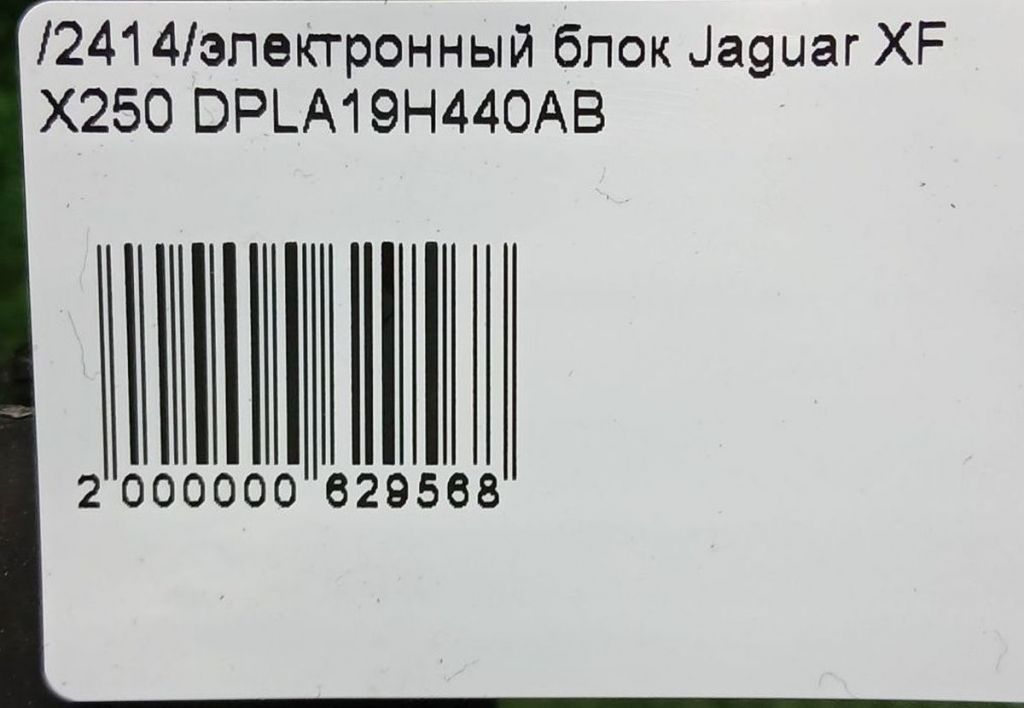 /2414/электронный блок Jaguar XF
X250 DPLA19H440AB
2 000000 629568